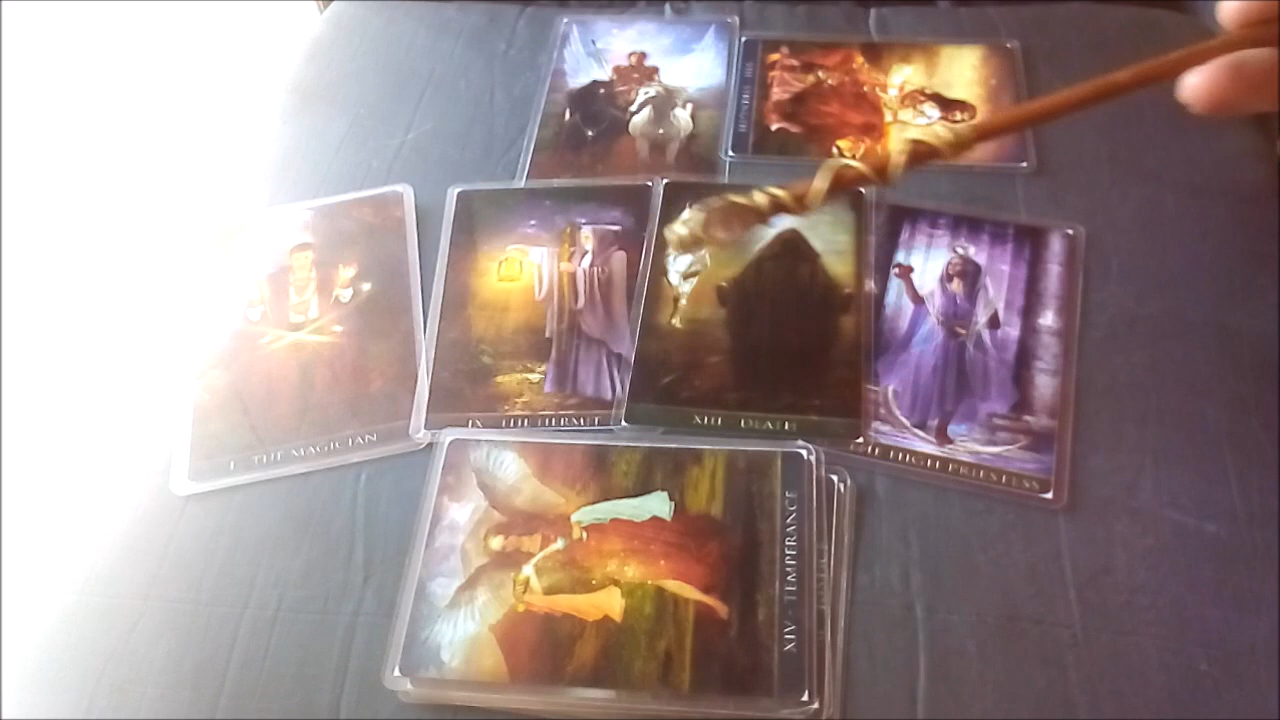 I · THE MAGICIAN
IX · THE HERMIT
XIII · DEATH
THE HIGH PRIESTESS
XIV · TEMPERANCE